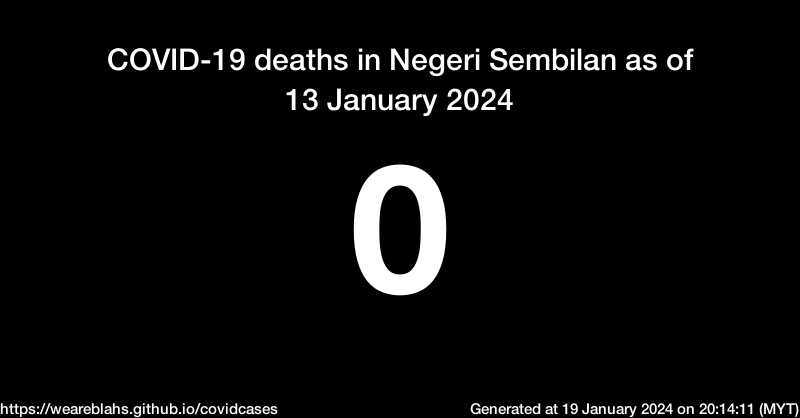 COVID-19 deaths in Negeri Sembilan as of
13 January 2024
0
https://weareblahs.github.io/covidcases
Generated at 19 January 2024 on 20:14:11 (MYT)